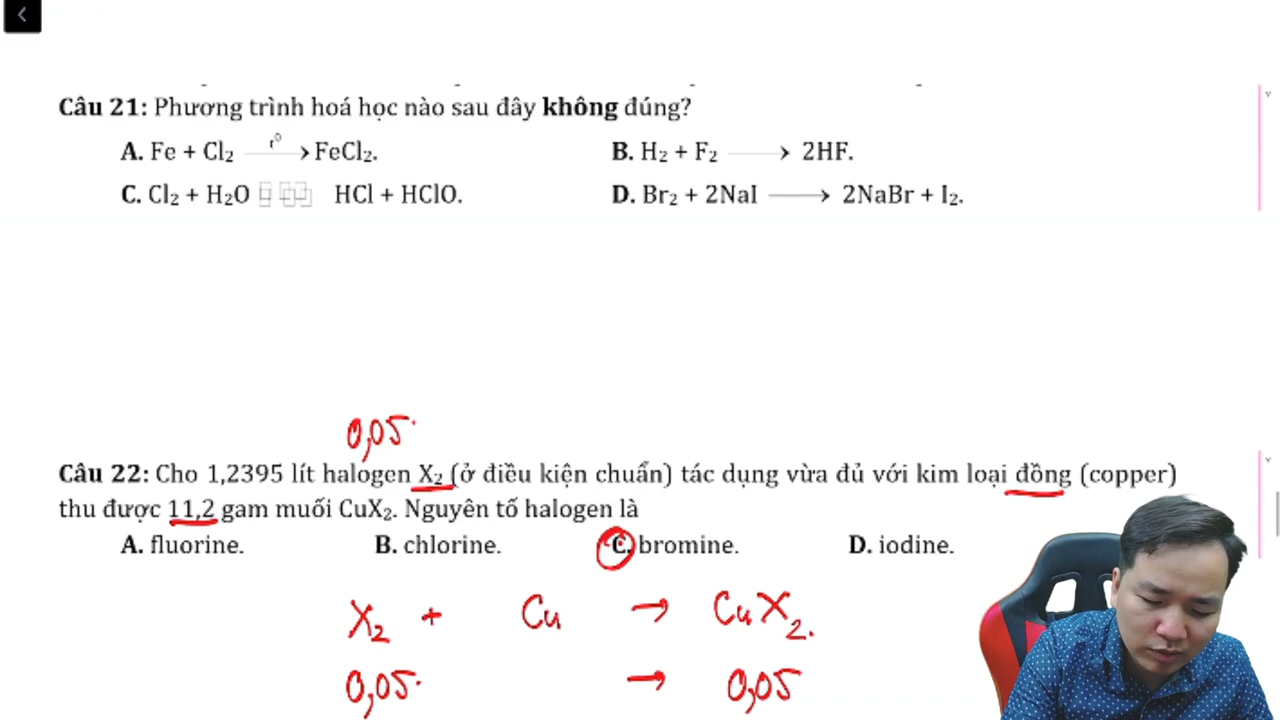 Câu 21: Phương trình hoá học nào sau đây không đúng?
A. Fe + Cl₂ —t⁰→ FeCl₂.
B. H₂ + F₂ ⟶ 2HF.
C. Cl₂ + H₂O HCl + HClO.
D. Br₂ + 2NaI ⟶ 2NaBr + I₂.
0,05
Câu 22: Cho 1,2395 lít halogen X₂ (ở điều kiện chuẩn) tác dụng vừa đủ với kim loại đồng (copper)
thu được 11,2 gam muối CuX₂. Nguyên tố halogen là
A. fluorine. B. chlorine. C. bromine. D. iodine.
X₂ + Cu → CuX₂.
0,05 → 0,05